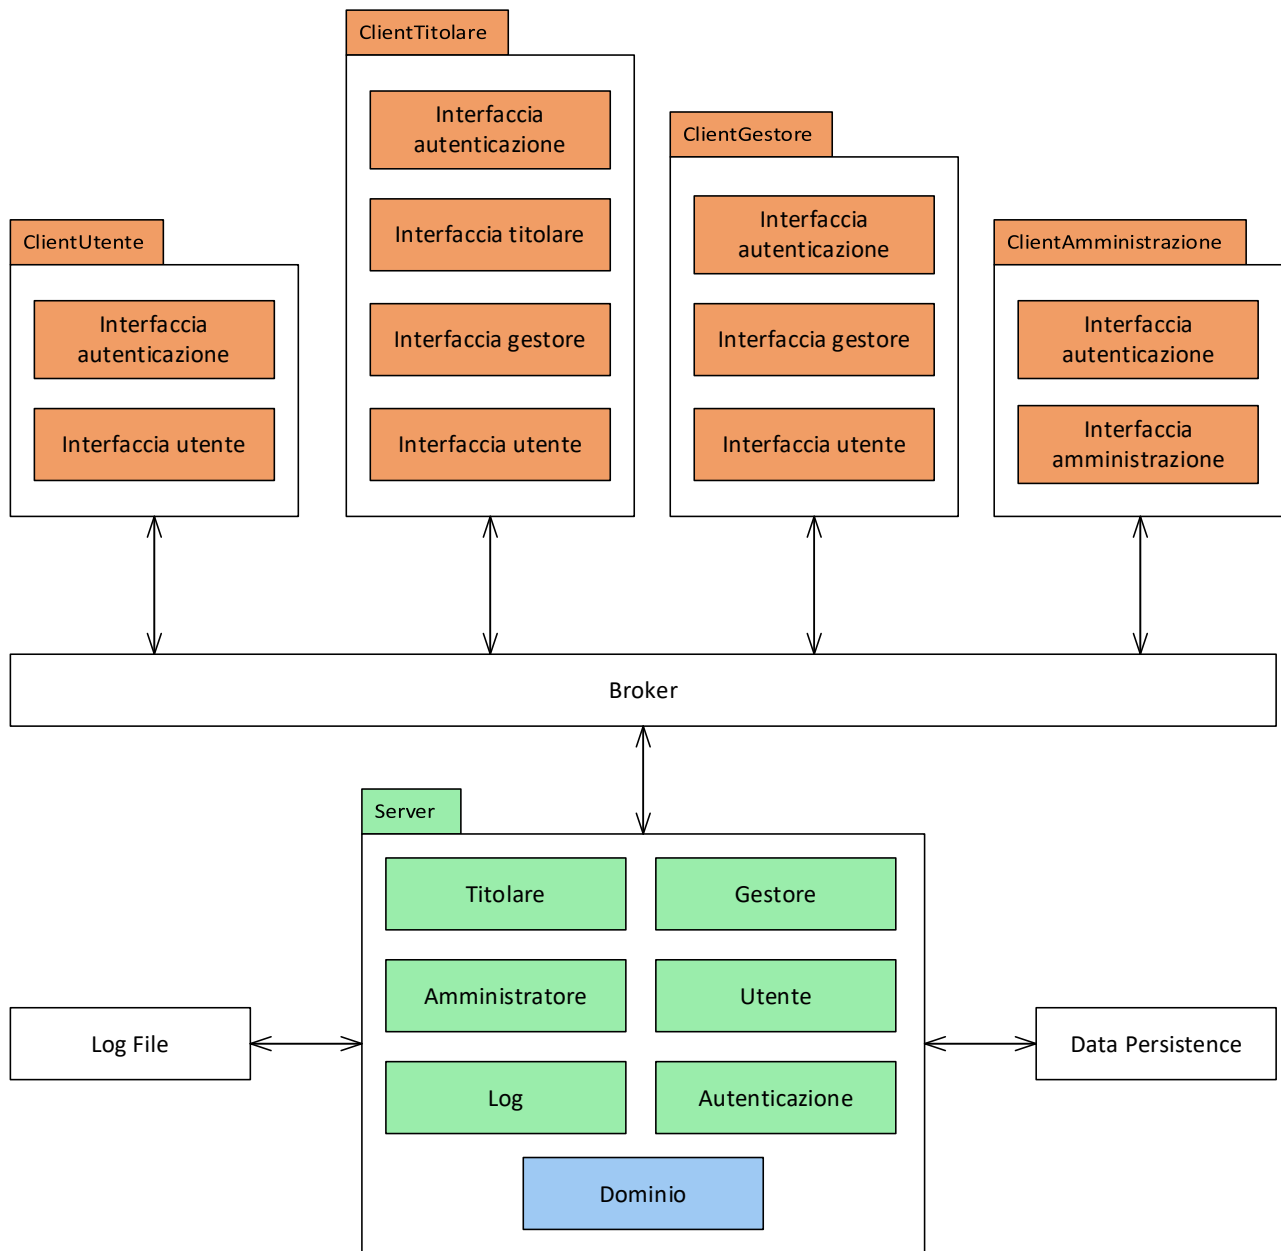 ClientTitolare
Interfaccia
autenticazione
Interfaccia titolare
Interfaccia gestore
Interfaccia utente
ClientGestore
Interfaccia
autenticazione
Interfaccia gestore
Interfaccia utente
ClientUtente
Interfaccia
autenticazione
Interfaccia utente
ClientAmministrazione
Interfaccia
autenticazione
Interfaccia
amministrazione
Broker
Server
Titolare
Gestore
Amministratore
Utente
Log
Autenticazione
Dominio
Log File
Data Persistence